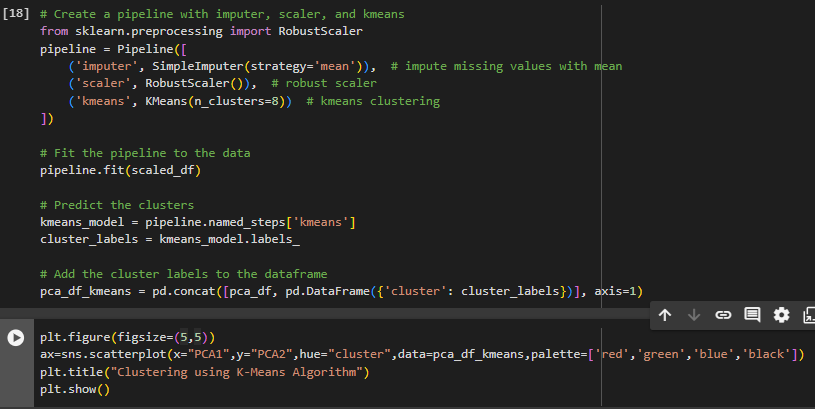 [18] # Create a pipeline with imputer, scaler, and kmeans
from sklearn.preprocessing import RobustScaler
pipeline = Pipeline([
    ('imputer', SimpleImputer(strategy='mean')),  # impute missing values with mean
    ('scaler', RobustScaler()),  # robust scaler
    ('kmeans', KMeans(n_clusters=8))  # kmeans clustering
])

# Fit the pipeline to the data
pipeline.fit(scaled_df)

# Predict the clusters
kmeans_model = pipeline.named_steps['kmeans']
cluster_labels = kmeans_model.labels_

# Add the cluster labels to the dataframe
pca_df_kmeans = pd.concat([pca_df, pd.DataFrame({'cluster': cluster_labels})], axis=1)
plt.figure(figsize=(5,5))
ax=sns.scatterplot(x="PCA1",y="PCA2",hue="cluster",data=pca_df_kmeans,palette=['red','green','blue','black'])
plt.title("Clustering using K-Means Algorithm")
plt.show()